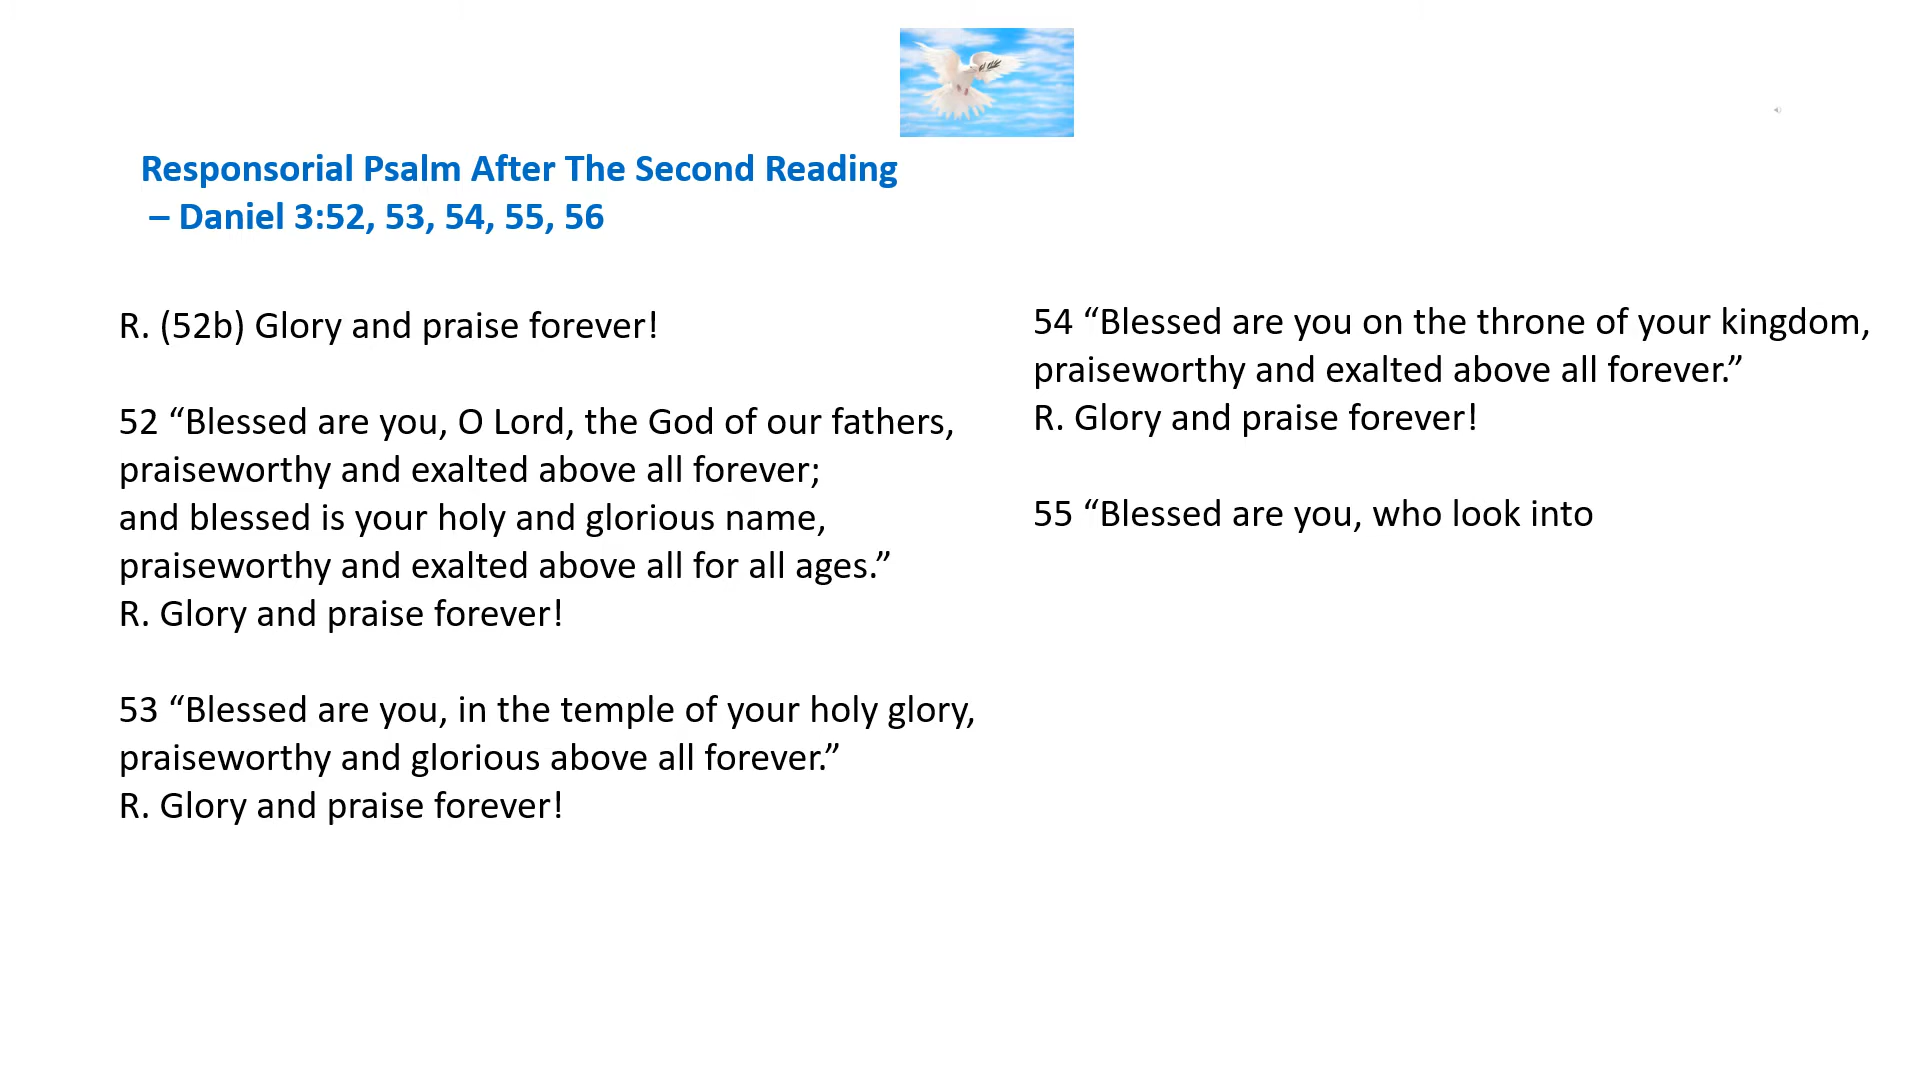 Responsorial Psalm After The Second Reading
– Daniel 3:52, 53, 54, 55, 56
R. (52b) Glory and praise forever!
52 “Blessed are you, O Lord, the God of our fathers,
praiseworthy and exalted above all forever;
and blessed is your holy and glorious name,
praiseworthy and exalted above all for all ages.”
R. Glory and praise forever!
53 “Blessed are you, in the temple of your holy glory,
praiseworthy and glorious above all forever.”
R. Glory and praise forever!
54 “Blessed are you on the throne of your kingdom,
praiseworthy and exalted above all forever.”
R. Glory and praise forever!
55 “Blessed are you, who look into